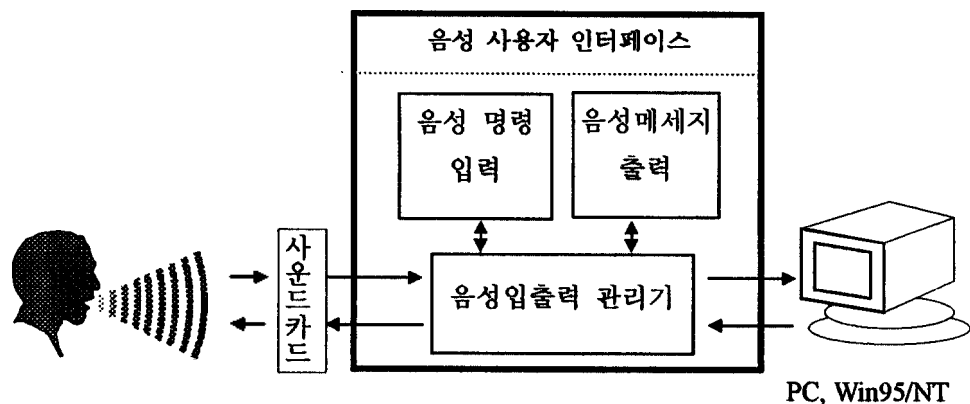 음성 사용자 인터페이스
음성 명령
입력
음성메세지
출력
사운드카드
음성입출력 관리기
PC, Win95/NT